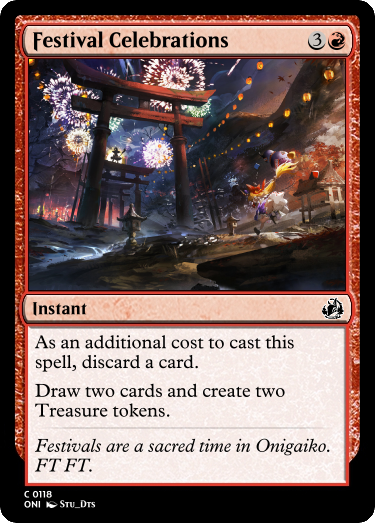 Festival Celebrations 3
Instant
As an additional cost to cast this
spell, discard a card.
Draw two cards and create two
Treasure tokens.
Festivals are a sacred time in Onigaiko.
FT FT.
C 0118
ONI Stu_Dts